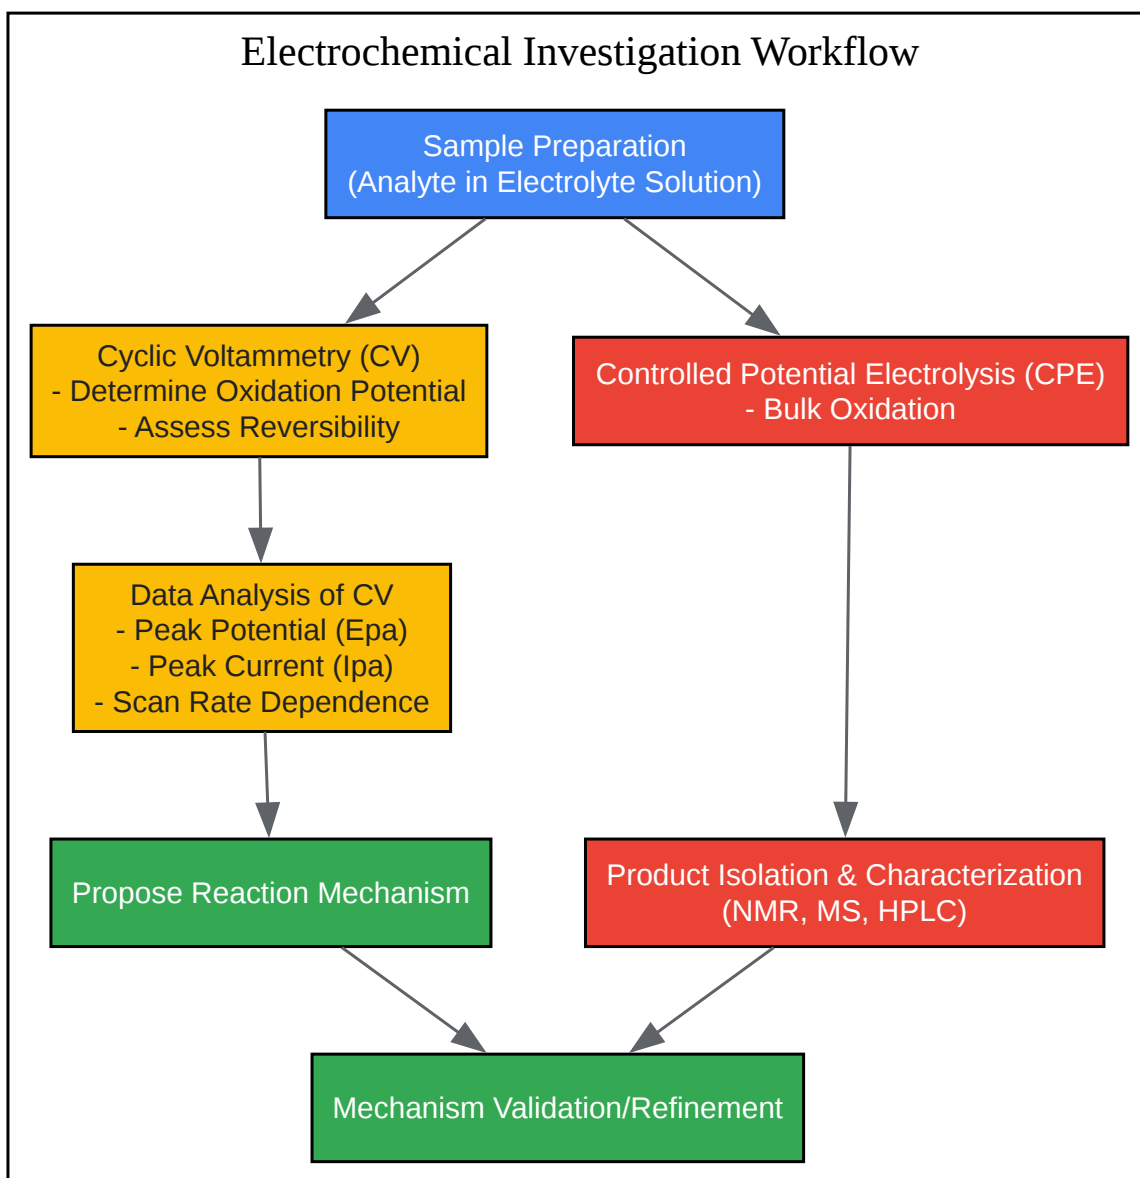 Electrochemical Investigation Workflow
Sample Preparation
(Analyte in Electrolyte Solution)
Cyclic Voltammetry (CV)
- Determine Oxidation Potential
- Assess Reversibility
Controlled Potential Electrolysis (CPE)
- Bulk Oxidation
Data Analysis of CV
- Peak Potential (Epa)
- Peak Current (Ipa)
- Scan Rate Dependence
Propose Reaction Mechanism
Product Isolation & Characterization
(NMR, MS, HPLC)
Mechanism Validation/Refinement